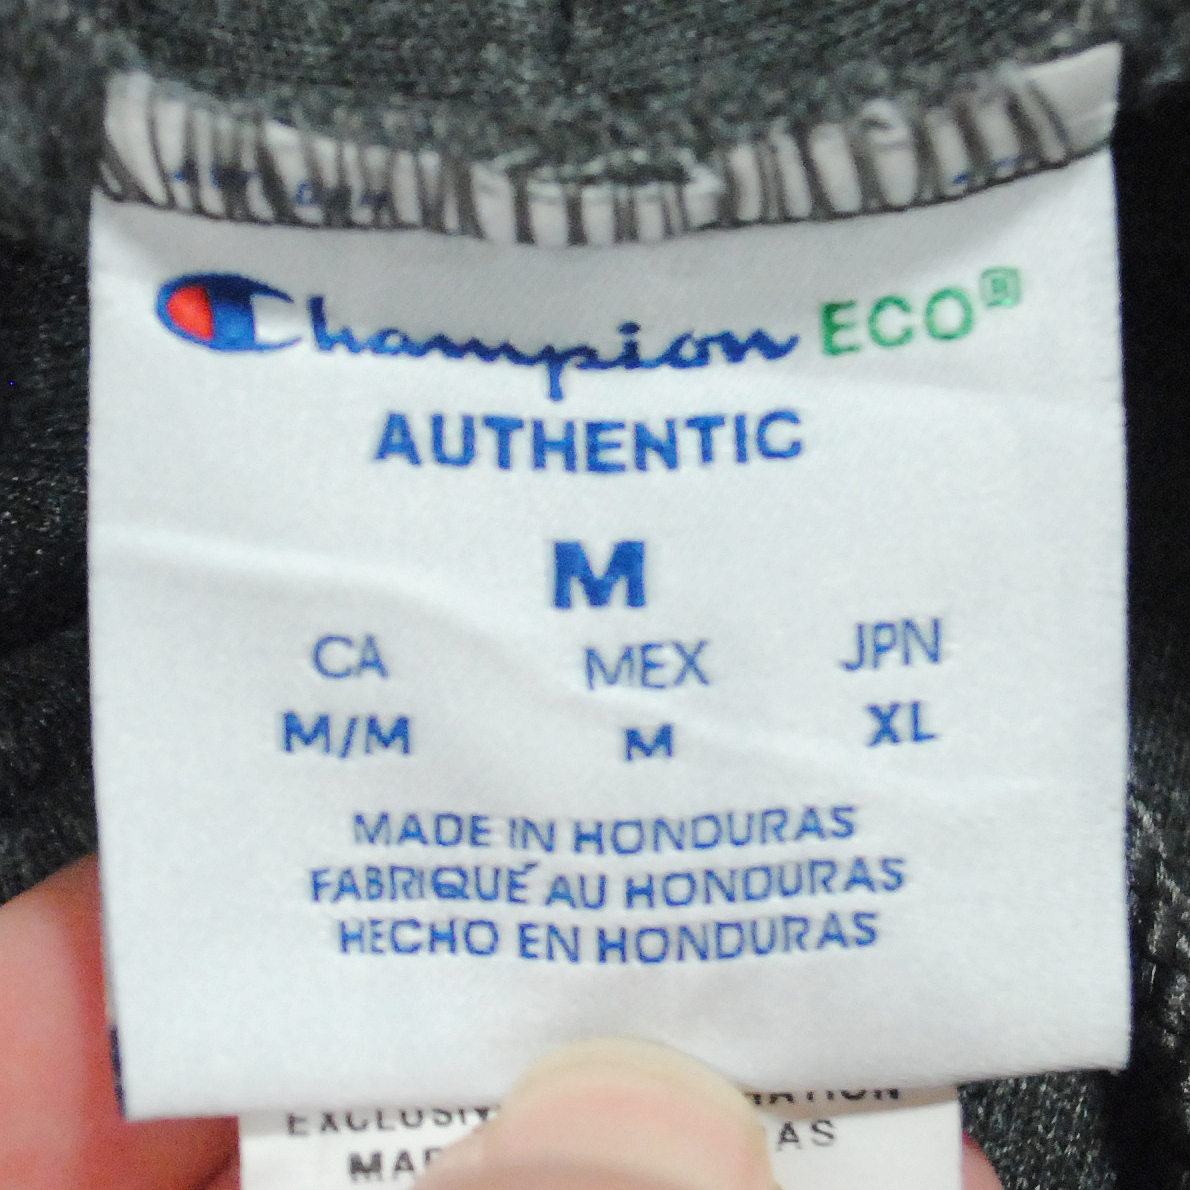 Champion ECO®
AUTHENTIC
M
CA MEX JPN
M/M M XL
MADE IN HONDURAS
FABRIQUÉ AU HONDURAS
HECHO EN HONDURAS